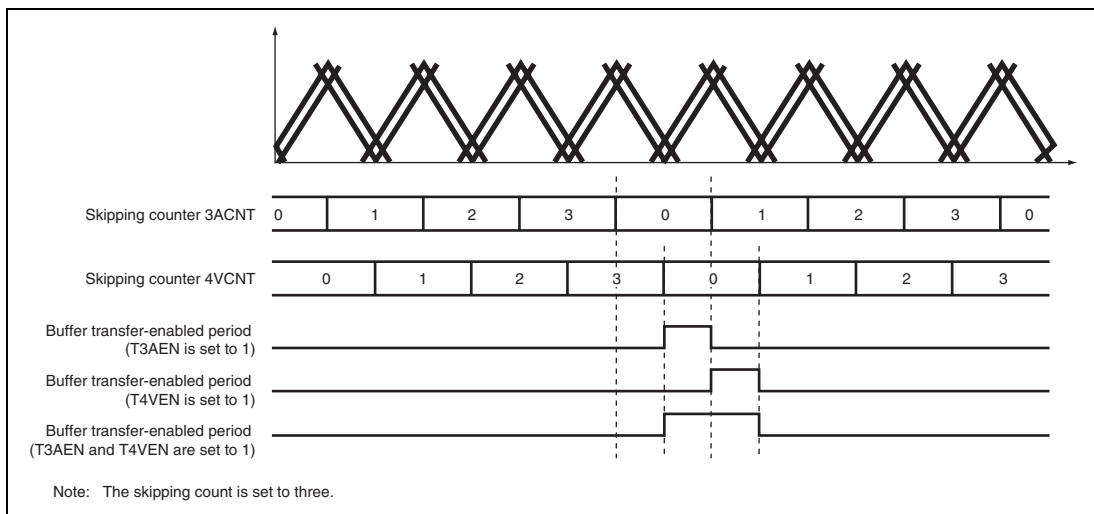 Skipping counter 3ACNT 0 1 2 3 0 1 2 3 0
Skipping counter 4VCNT 0 1 2 3 0 1 2 3
Buffer transfer-enabled period
(T3AEN is set to 1)
Buffer transfer-enabled period
(T4VEN is set to 1)
Buffer transfer-enabled period
(T3AEN and T4VEN are set to 1)
Note: The skipping count is set to three.